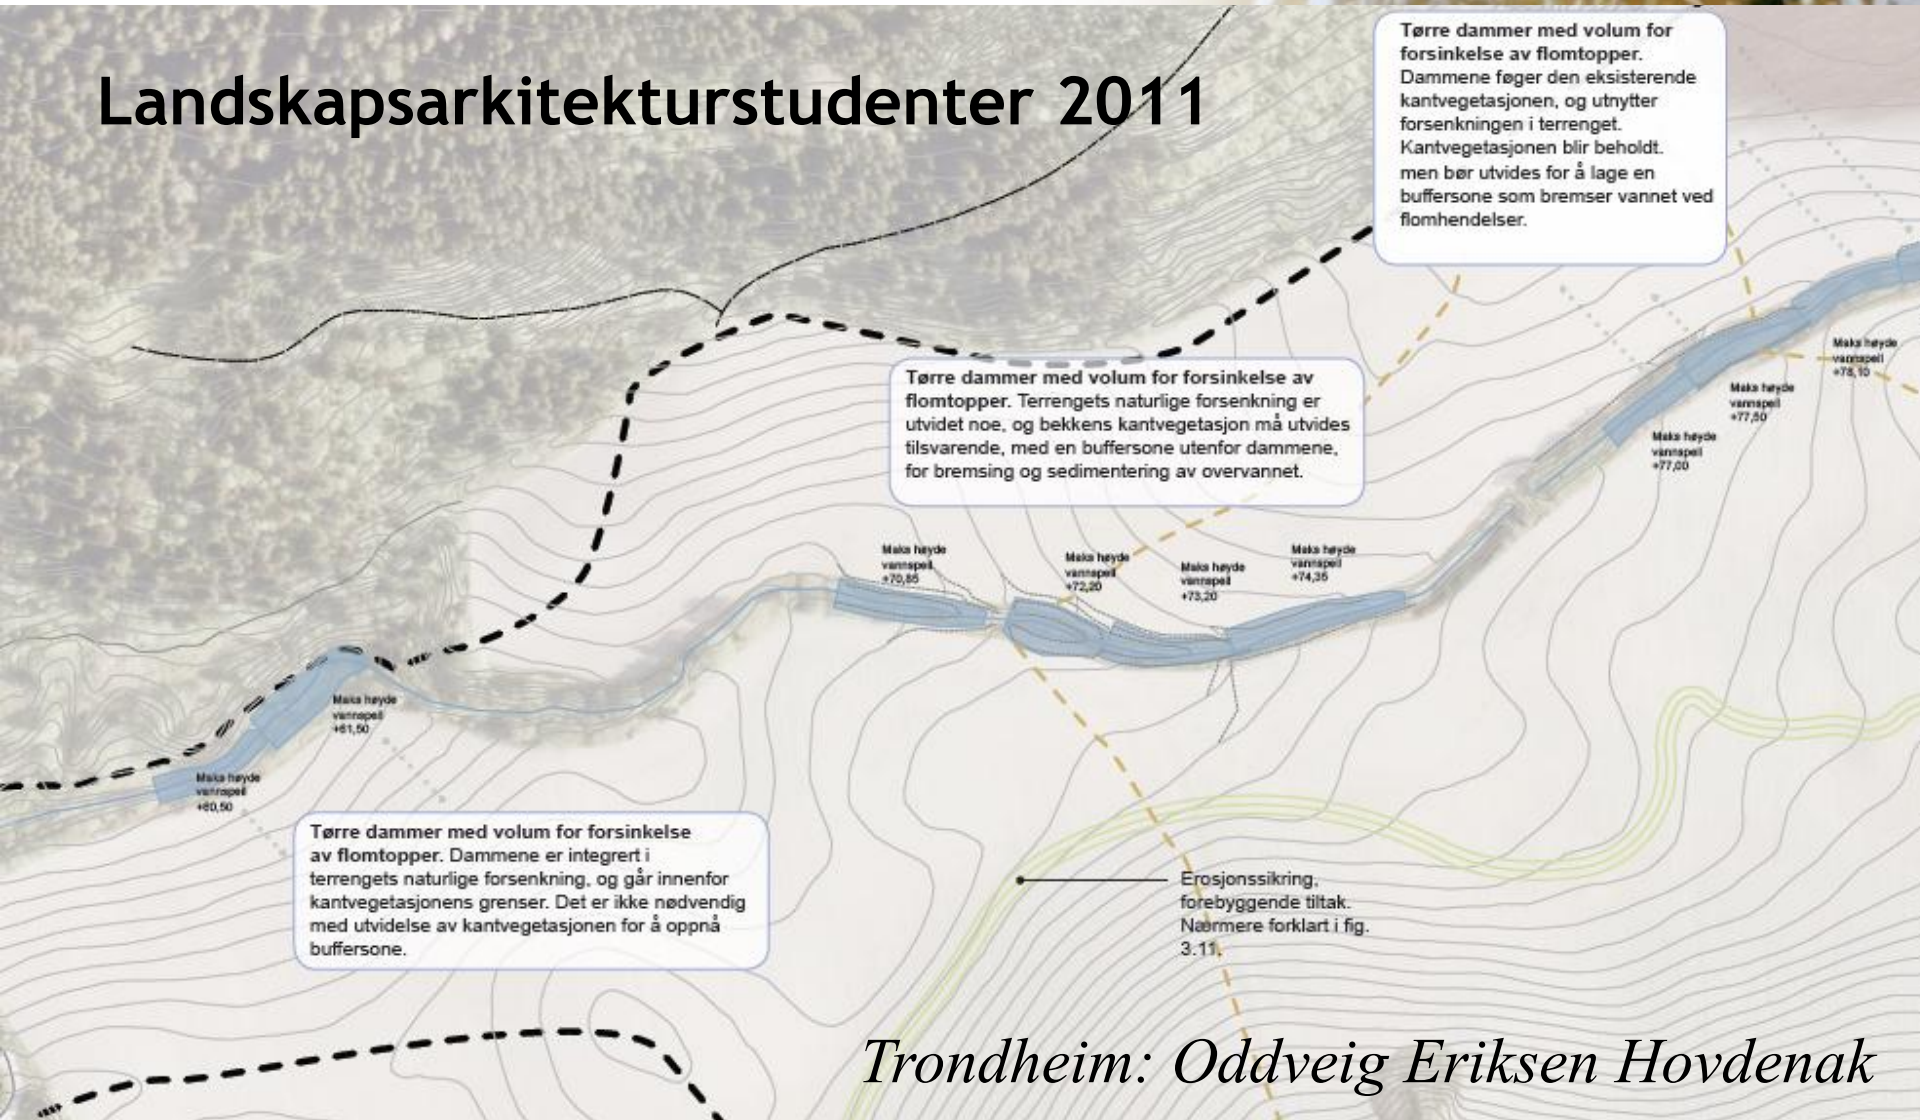 Landskapsarkitekturstudenter 2011
Tørre dammer med volum for
forsinkelse av flomtopper.
Dammene føger den eksisterende
kantvegetasjonen, og utnytter
forsenkningen i terrenget.
Kantvegetasjonen blir beholdt.
men bør utvides for å lage en
buffersone som bremser vannet ved
flomhendelser.
Tørre dammer med volum for forsinkelse av
flomtopper. Terrengets naturlige forsenkning er
utvidet noe, og bekkens kantvegetasjon må utvides
tilsvarende, med en buffersone utenfor dammene,
for bremsing og sedimentering av overvannet.
Maks høyde
vannspeil
+78,10
Maks høyde
vannspeil
+77,50
Maks høyde
vannspeil
+77,00
Maks høyde
vannspeil
+70,85
Maks høyde
vannspeil
+72,20
Maks høyde
vannspeil
+73,20
Maks høyde
vannspeil
+74,35
Maks høyde
vannspeil
+61,50
Maks høyde
vannspeil
+60,50
Tørre dammer med volum for forsinkelse
av flomtopper. Dammene er integrert i
terrengets naturlige forsenkning, og går innenfor
kantvegetasjonens grenser. Det er ikke nødvendig
med utvidelse av kantvegetasjonen for å oppnå
buffersone.
Erosjonssikring,
forebyggende tiltak.
Nærmere forklart i fig.
3.11.
Trondheim: Oddveig Eriksen Hovdenak